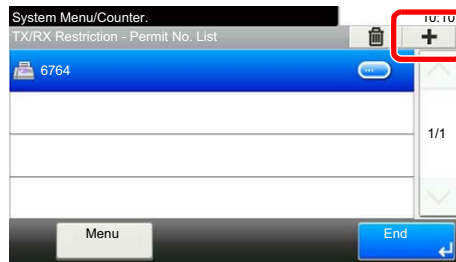 System Menu/Counter.
10:10
TX/RX Restriction - Permit No. List
6764
1/1
Menu
End